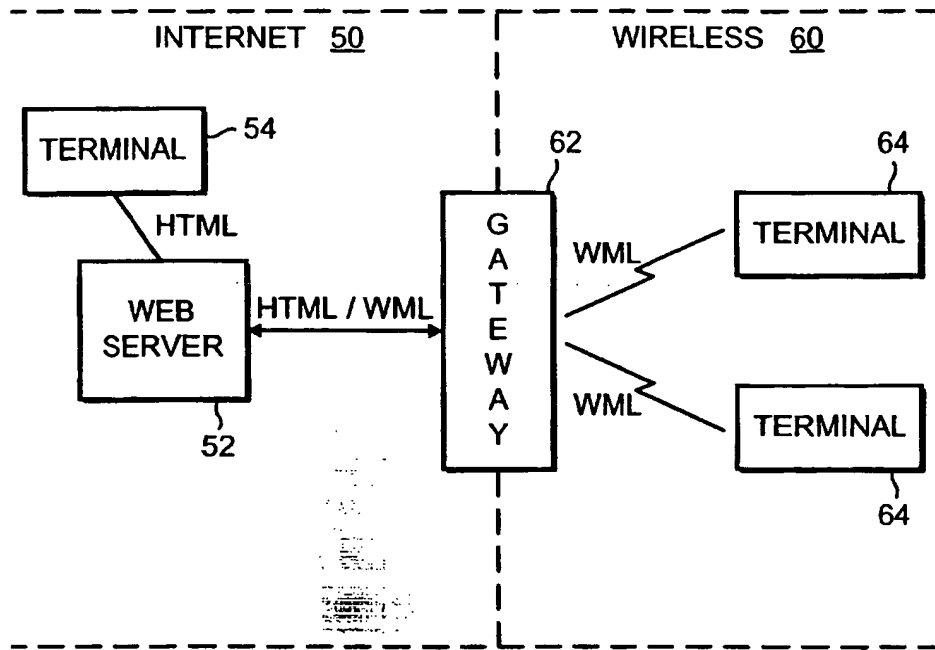 INTERNET 50
WIRELESS 60
TERMINAL
54
HTML
WEB
SERVER
52
HTML / WML
62
GATEWAY
WML
WML
64
TERMINAL
TERMINAL
64